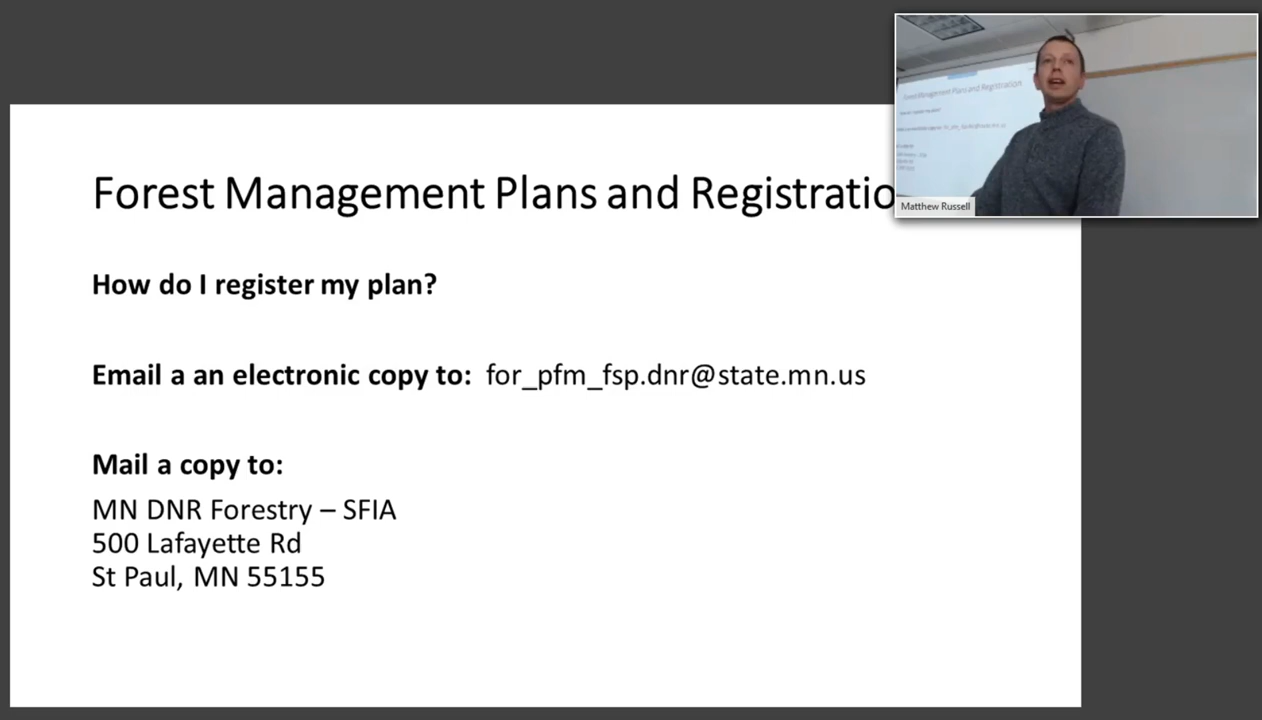 Forest Management Plans and Registratio
How do I register my plan?
Email a an electronic copy to: for_pfm_fsp.dnr@state.mn.us
Mail a copy to:
MN DNR Forestry – SFIA
500 Lafayette Rd
St Paul, MN 55155
Forest Management Plans and Registration
Matthew Russell